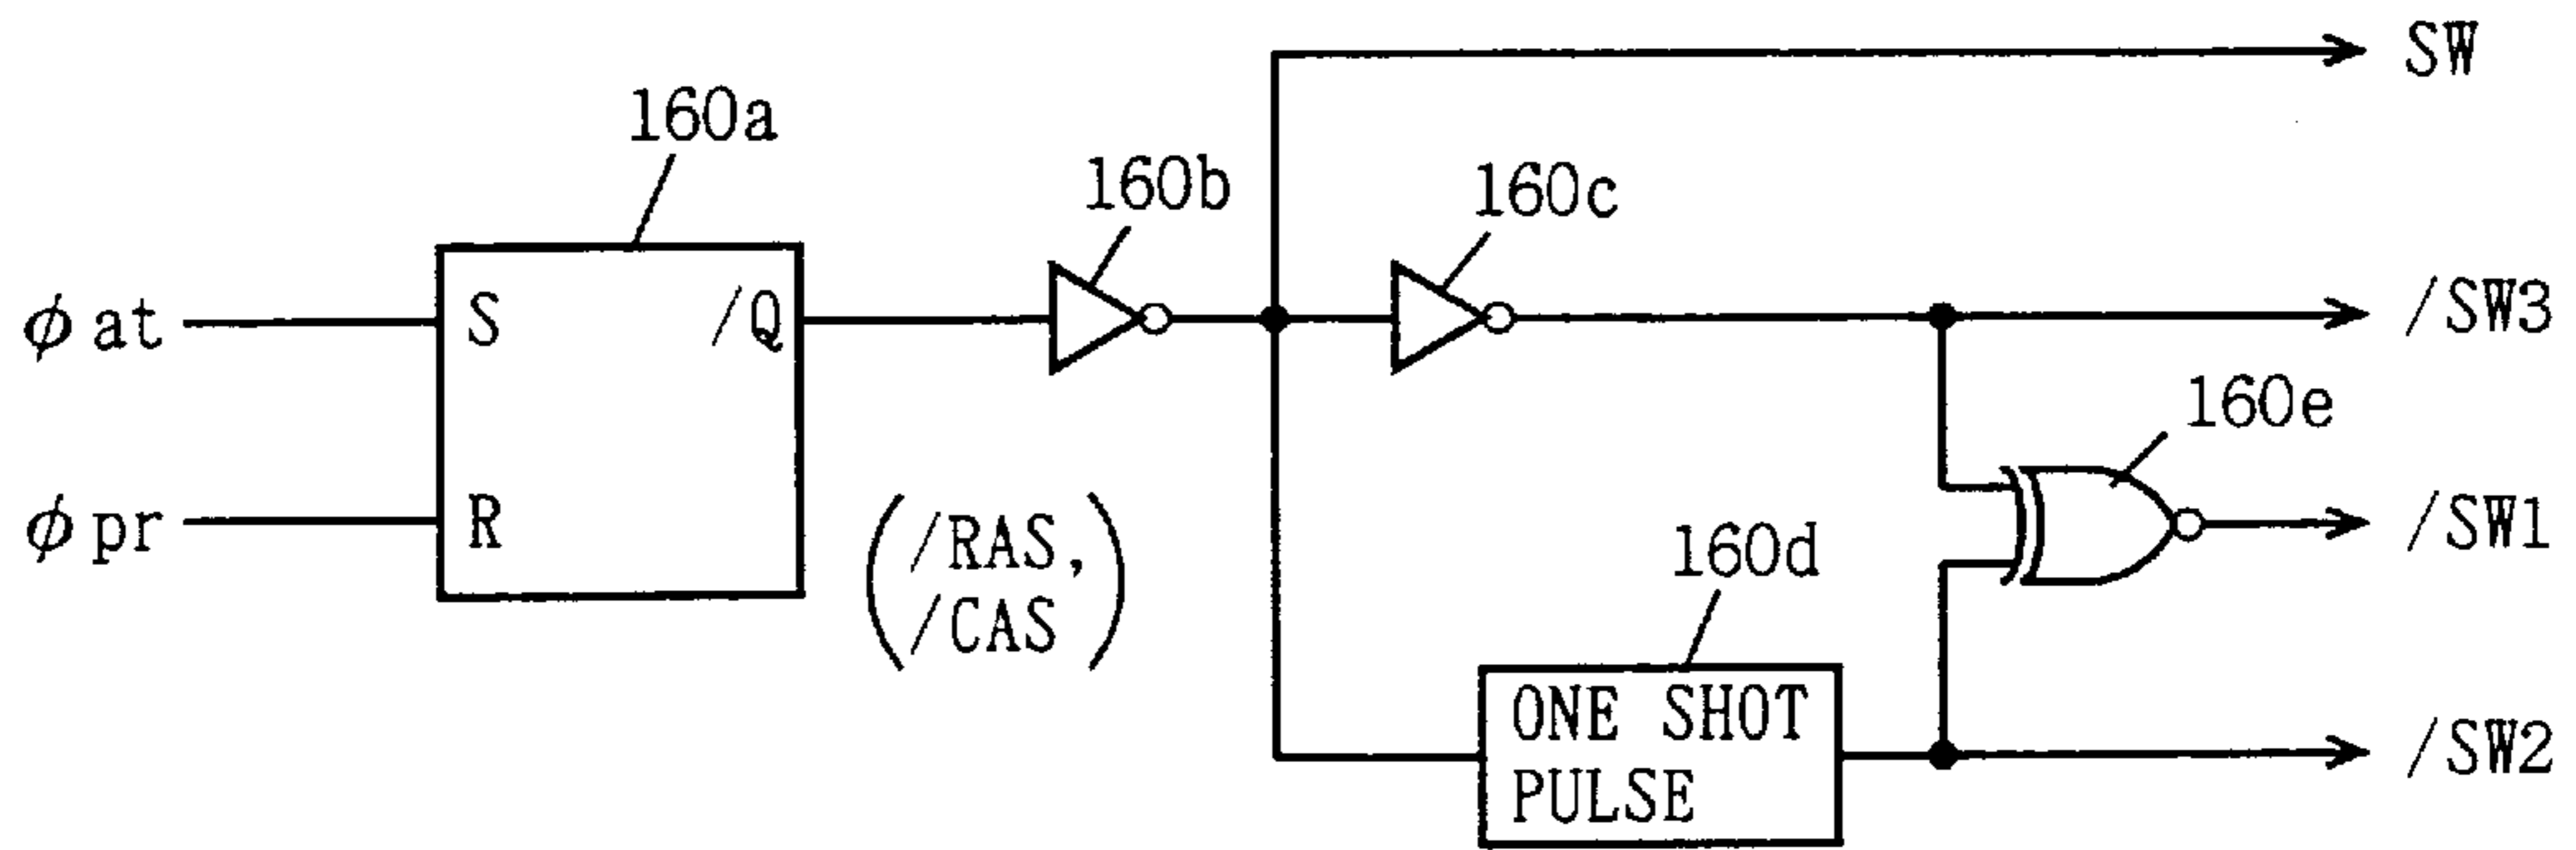 SW
160a
160b
160c
φat
S
/Q
/SW3
160e
φpr
R
(/RAS,
/CAS)
160d
/SW1
ONE SHOT
PULSE
/SW2